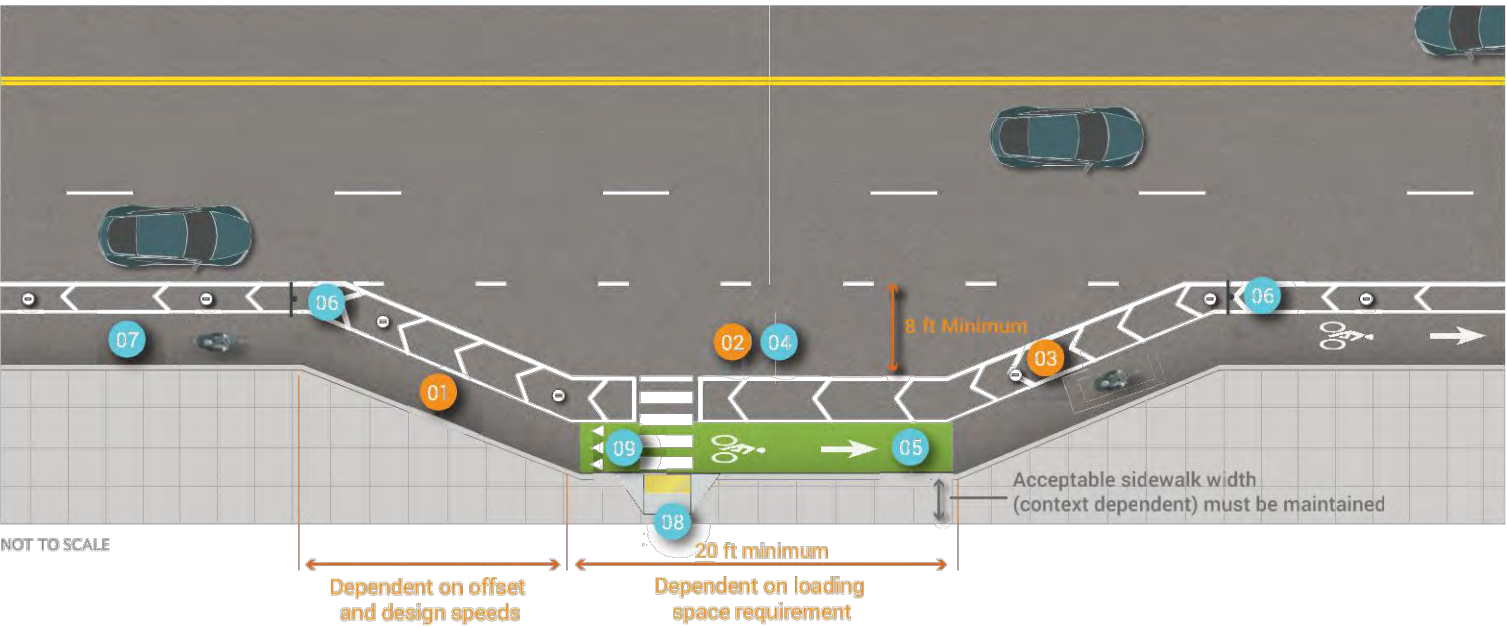 06
06
07
02
04
8 ft Minimum
03
01
09
05
Acceptable sidewalk width
(context dependent) must be maintained
08
NOT TO SCALE
20 ft minimum
Dependent on offset
and design speeds
Dependent on loading
space requirement